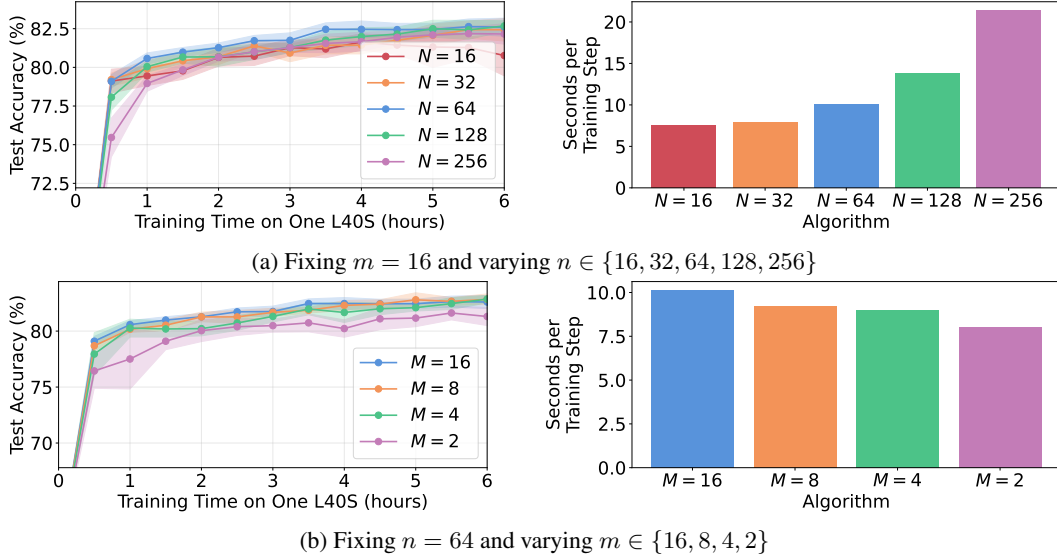 82.5
80.0
77.5
75.0
72.5
Test Accuracy (%)
N = 16
N = 32
N = 64
N = 128
N = 256
0 1 2 3 4 5 6
Training Time on One L40S (hours)
20
15
10
5
0
Seconds per
Training Step
N = 16 N = 32 N = 64 N = 128 N = 256
Algorithm
(a) Fixing m = 16 and varying n ∈ {16, 32, 64, 128, 256}
80
75
70
Test Accuracy (%)
M = 16
M = 8
M = 4
M = 2
0 1 2 3 4 5 6
Training Time on One L40S (hours)
10.0
7.5
5.0
2.5
0.0
Seconds per
Training Step
M = 16 M = 8 M = 4 M = 2
Algorithm
(b) Fixing n = 64 and varying m ∈ {16, 8, 4, 2}